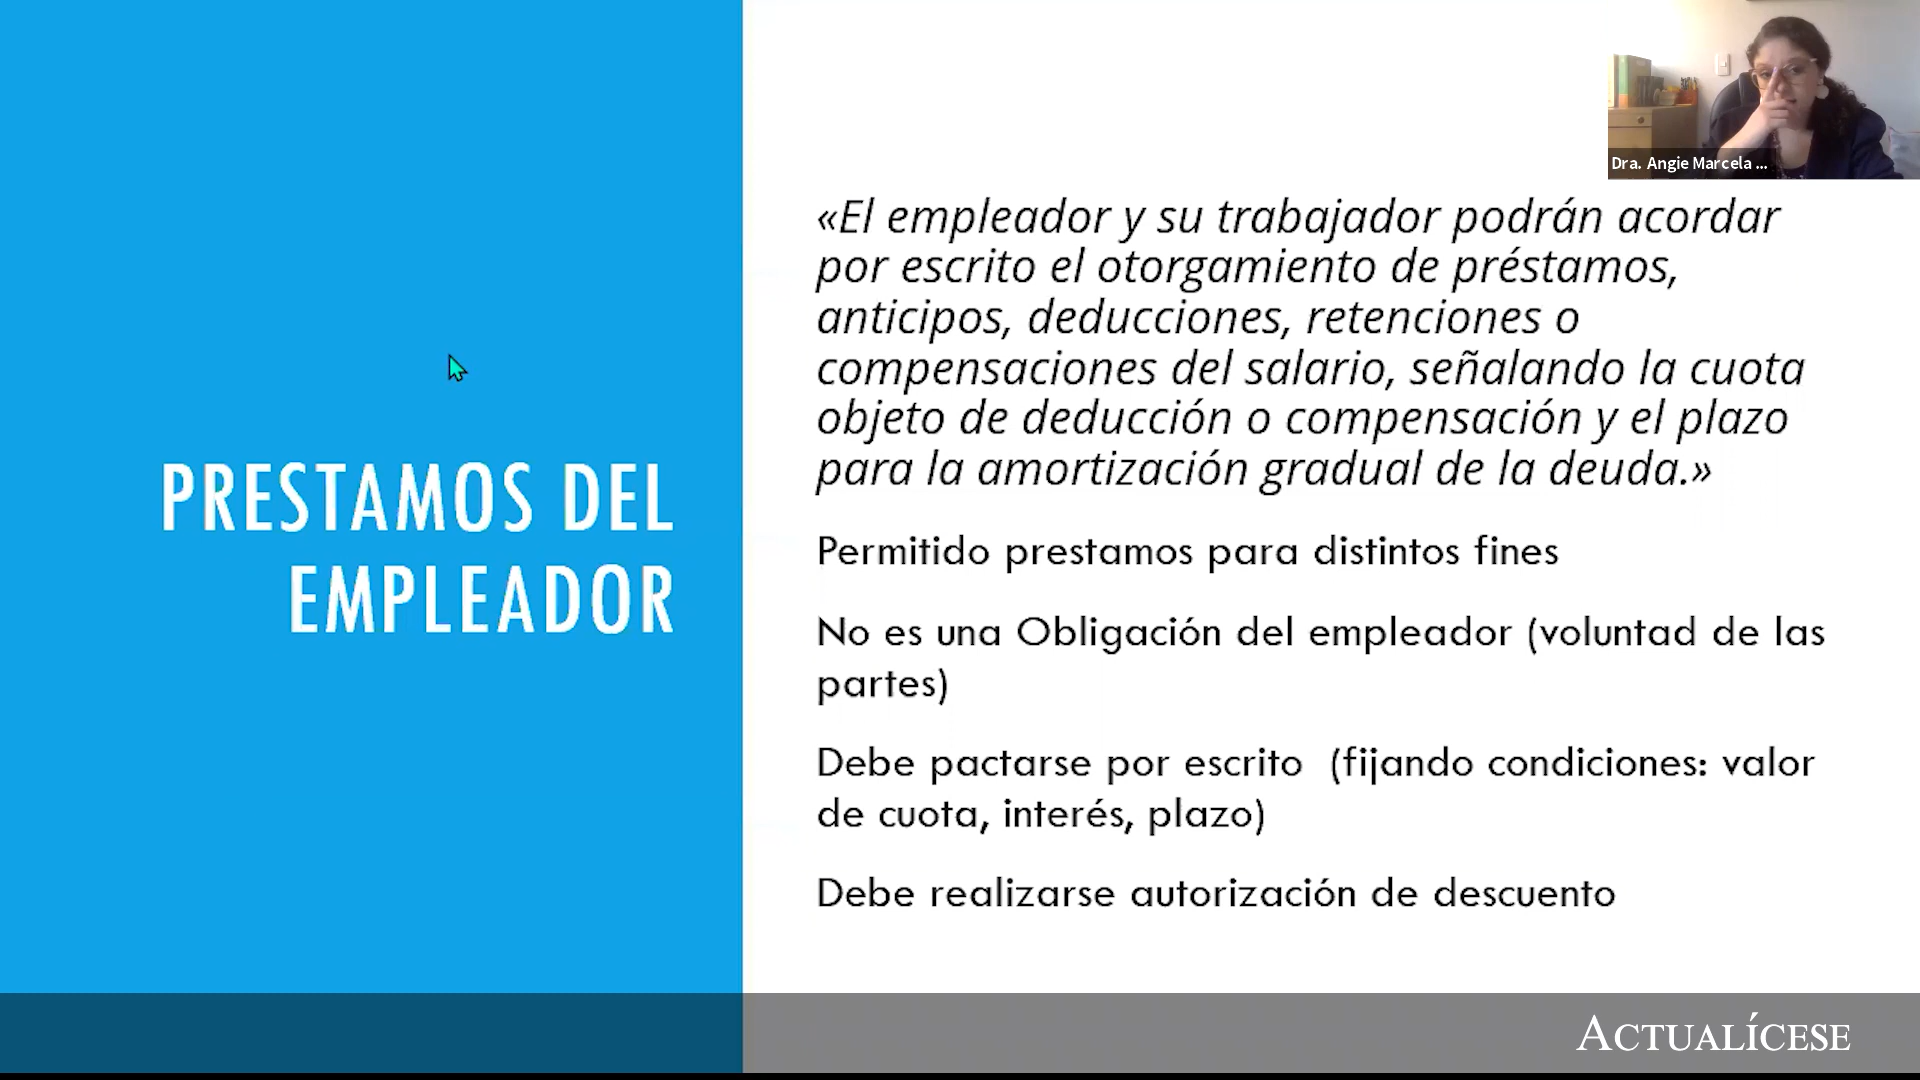 Dra. Angie Marcela ...
PRESTAMOS DEL
EMPLEADOR
«El empleador y su trabajador podrán acordar
por escrito el otorgamiento de préstamos,
anticipos, deducciones, retenciones o
compensaciones del salario, señalando la cuota
objeto de deducción o compensación y el plazo
para la amortización gradual de la deuda.»
Permitido prestamos para distintos fines
No es una Obligación del empleador (voluntad de las
partes)
Debe pactarse por escrito (fijando condiciones: valor
de cuota, interés, plazo)
Debe realizarse autorización de descuento
ACTUALÍCESE